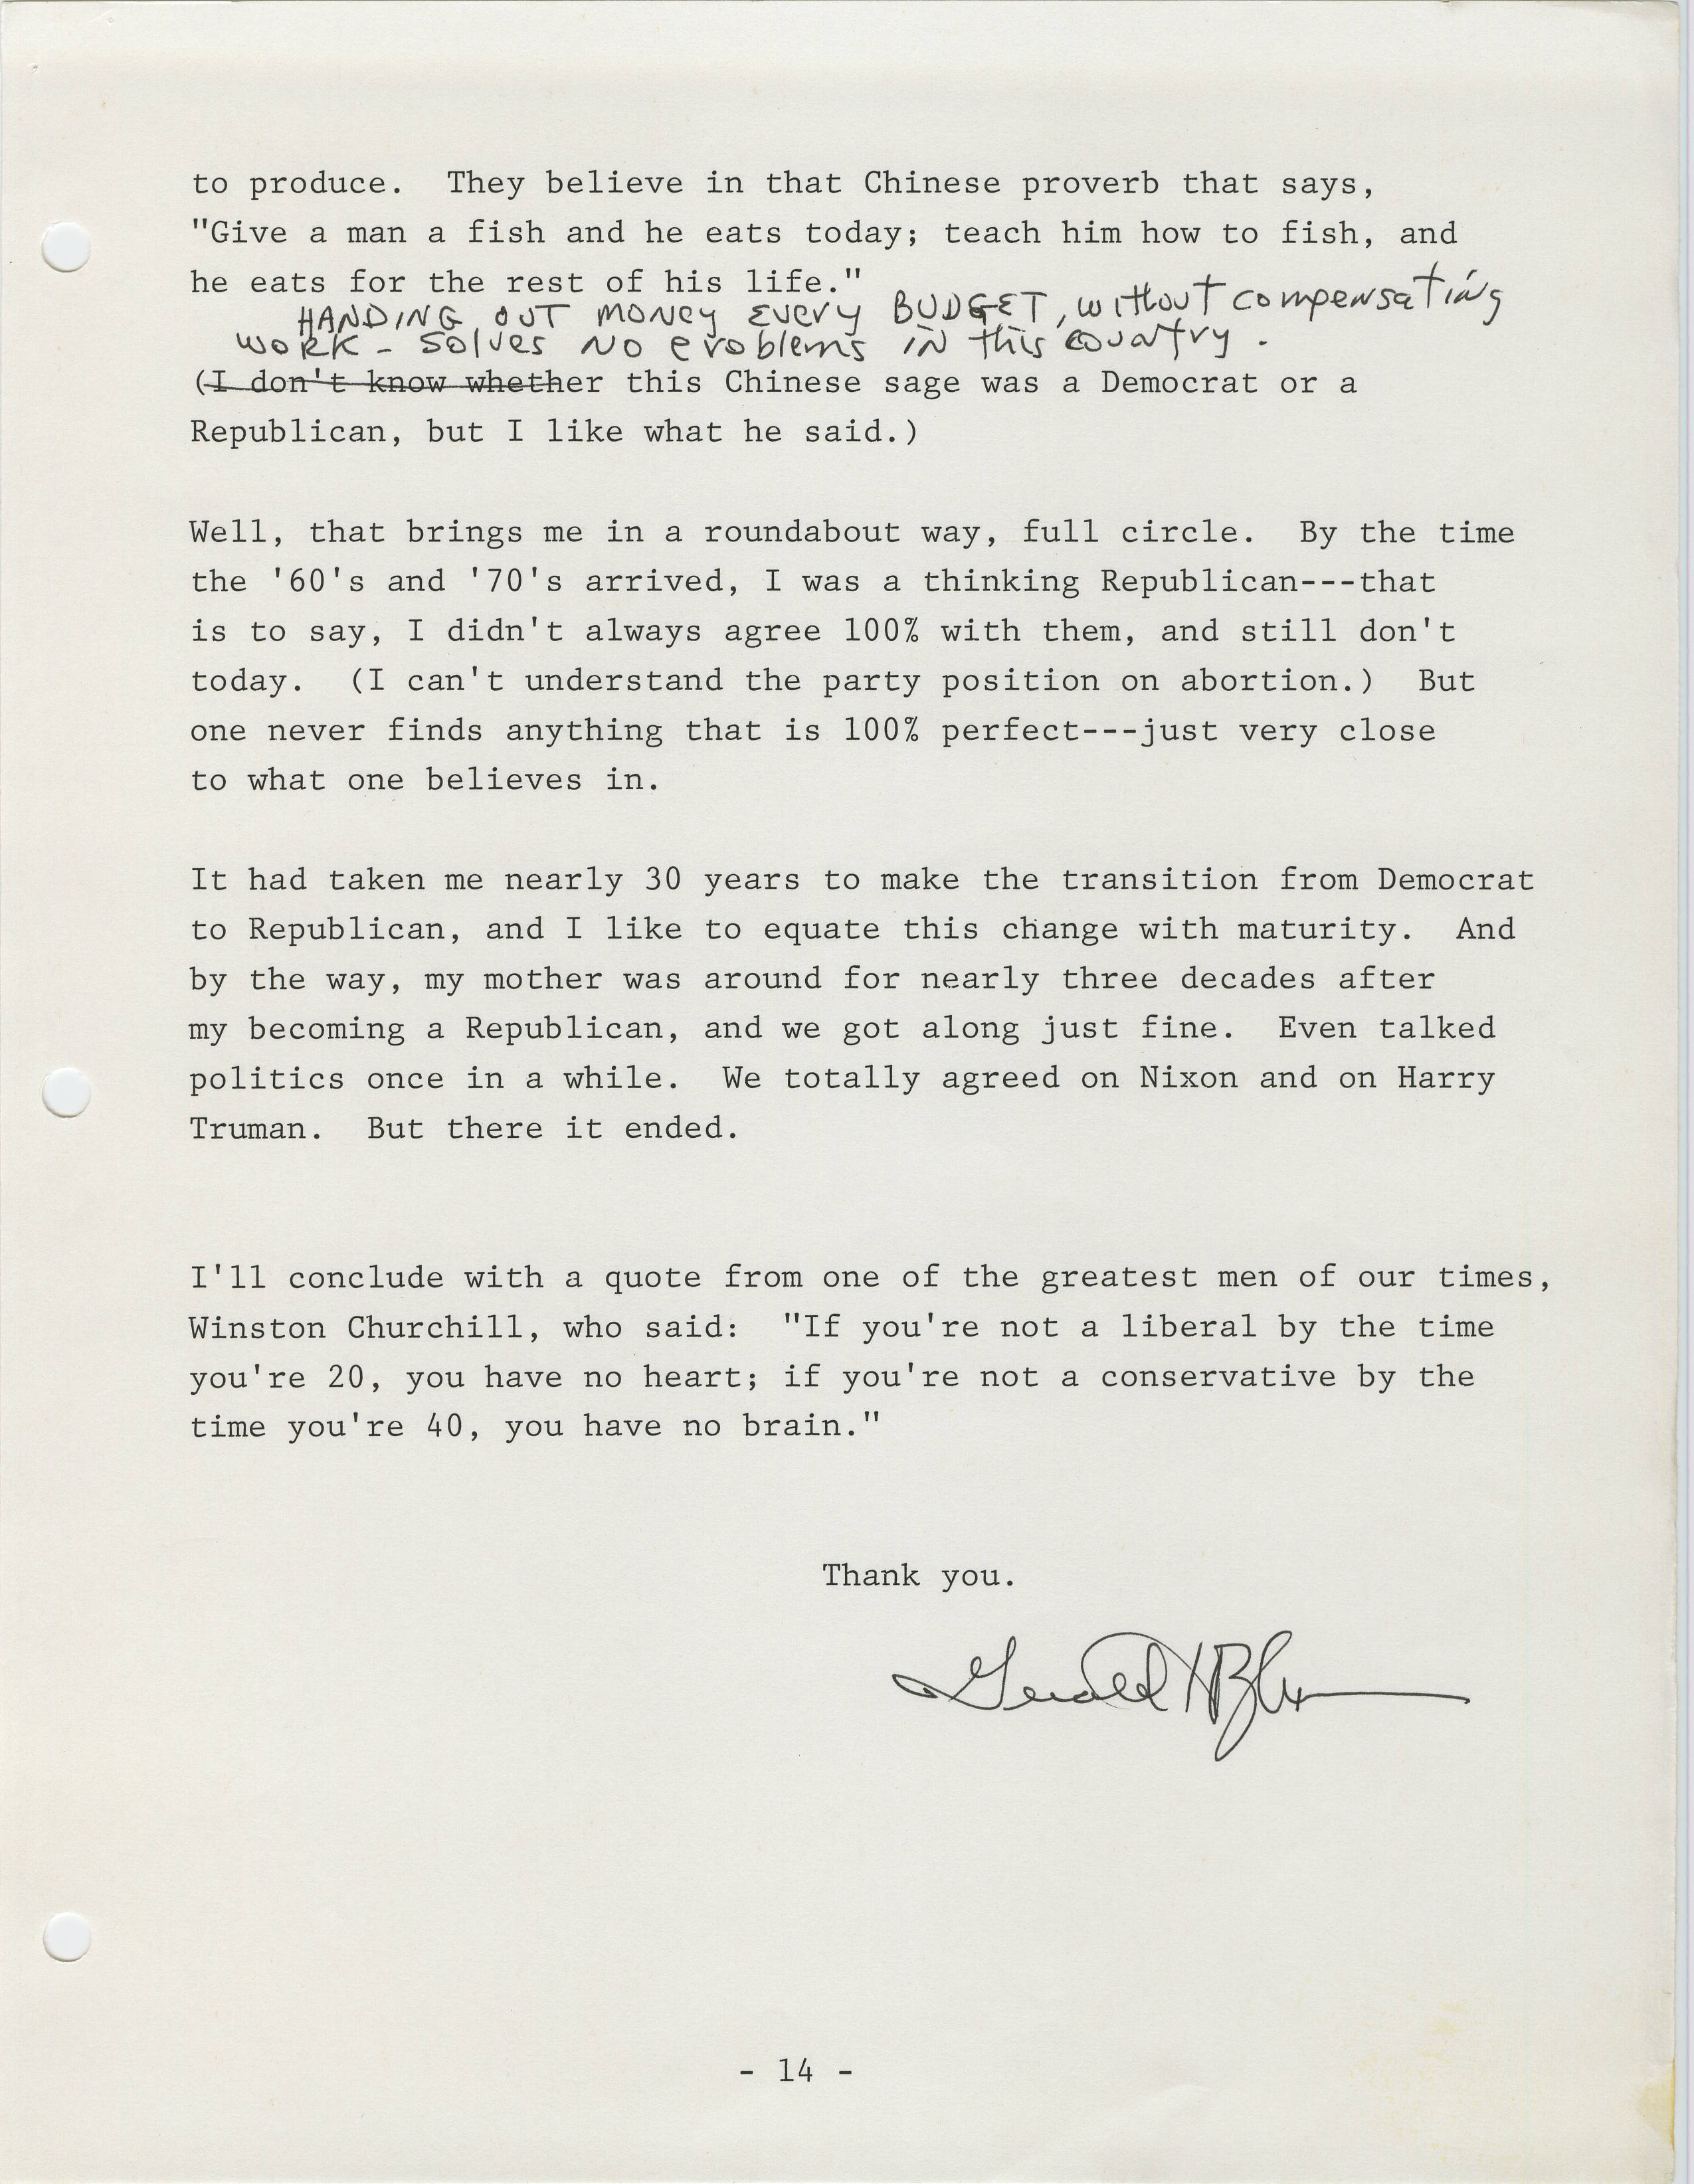 to produce.  They believe in that Chinese proverb that says,
"Give a man a fish and he eats today; teach him how to fish, and
he eats for the rest of his life."
HANDING OUT MONEY EVERY BUDGET, without compensating
WORK - Solves NO problems in this country.
(I don't know whether this Chinese sage was a Democrat or a
Republican, but I like what he said.)
Well, that brings me in a roundabout way, full circle.  By the time
the '60's and '70's arrived, I was a thinking Republican---that
is to say, I didn't always agree 100% with them, and still don't
today.  (I can't understand the party position on abortion.)  But
one never finds anything that is 100% perfect---just very close
to what one believes in.
It had taken me nearly 30 years to make the transition from Democrat
to Republican, and I like to equate this change with maturity.  And
by the way, my mother was around for nearly three decades after
my becoming a Republican, and we got along just fine.  Even talked
politics once in a while.  We totally agreed on Nixon and on Harry
Truman.  But there it ended.
I'll conclude with a quote from one of the greatest men of our times,
Winston Churchill, who said:  "If you're not a liberal by the time
you're 20, you have no heart; if you're not a conservative by the
time you're 40, you have no brain."
Thank you.
Gerald H
- 14 -